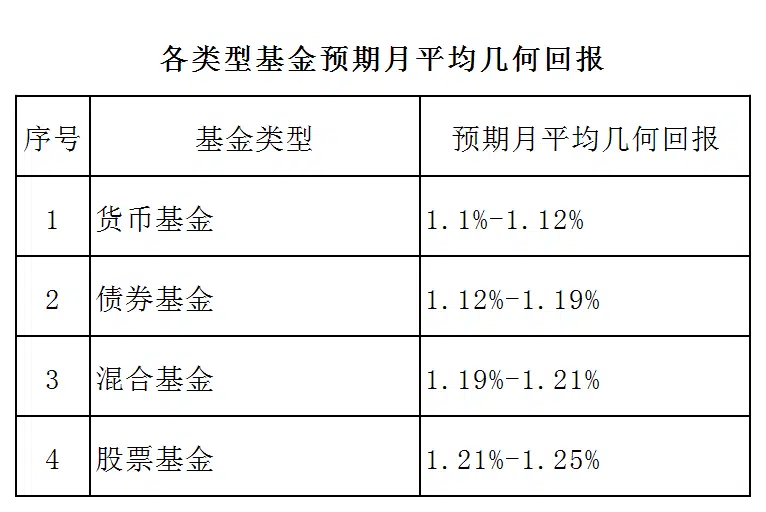 各类型基金预期月平均几何回报
序号 基金类型 预期月平均几何回报
1 货币基金 1.1%-1.12%
2 债券基金 1.12%-1.19%
3 混合基金 1.19%-1.21%
4 股票基金 1.21%-1.25%